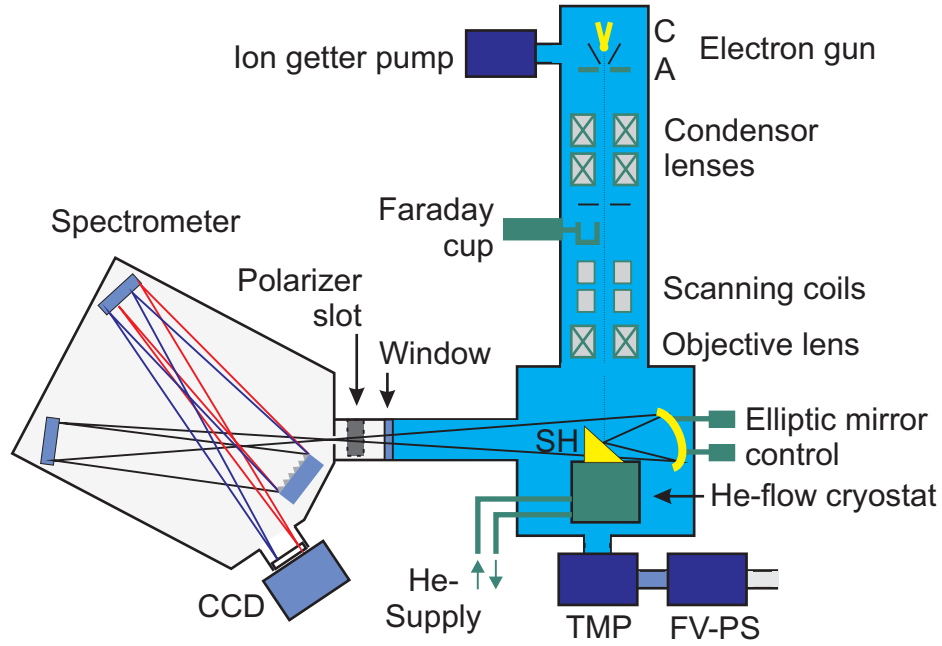 C
Electron gun
Ion getter pump
A
Condensor
lenses
Faraday
cup
Spectrometer
Polarizer
slot
Scanning coils
Window
Objective lens
Elliptic mirror
control
SH
He-flow cryostat
He-
Supply
CCD
TMP
FV-PS